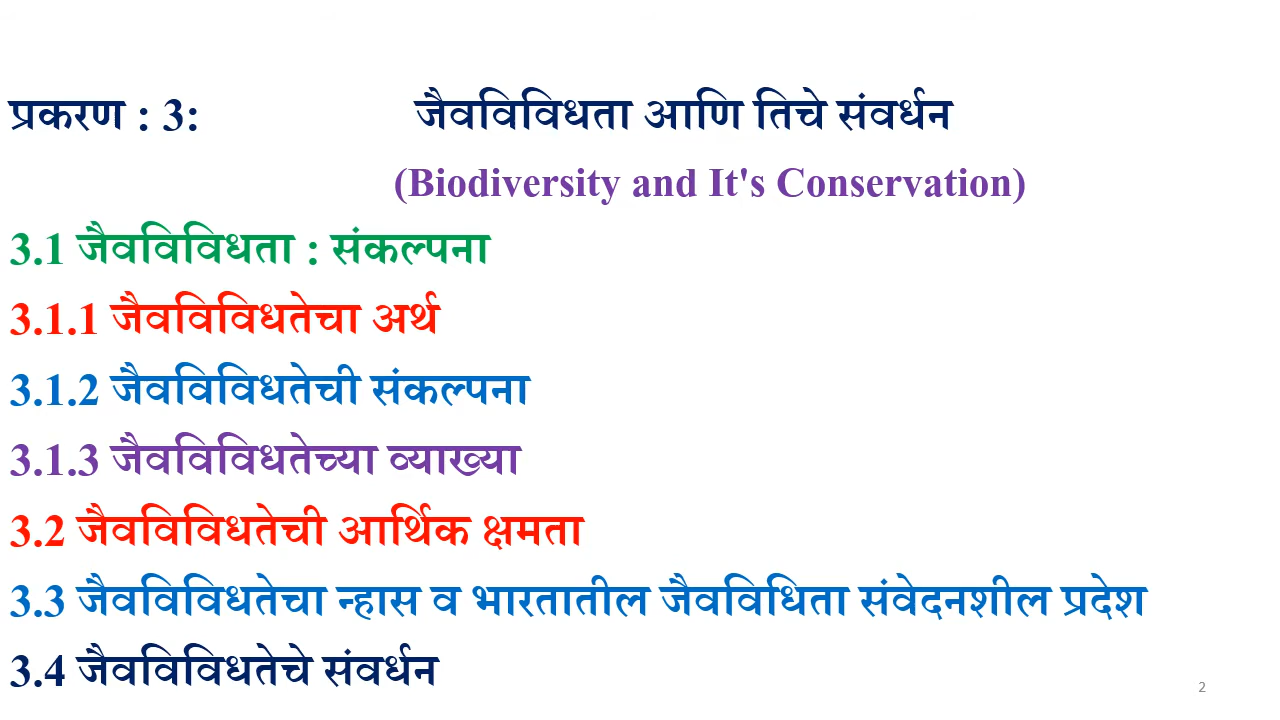 प्रकरण : 3: जैवविविधता आणि तिचे संवर्धन
(Biodiversity and It's Conservation)
3.1 जैवविविधता : संकल्पना
3.1.1 जैवविविधतेचा अर्थ
3.1.2 जैवविविधतेची संकल्पना
3.1.3 जैवविविधतेच्या व्याख्या
3.2 जैवविविधतेची आर्थिक क्षमता
3.3 जैवविविधतेचा न्हास व भारतातील जैवविधिता संवेदनशील प्रदेश
3.4 जैवविविधतेचे संवर्धन
2